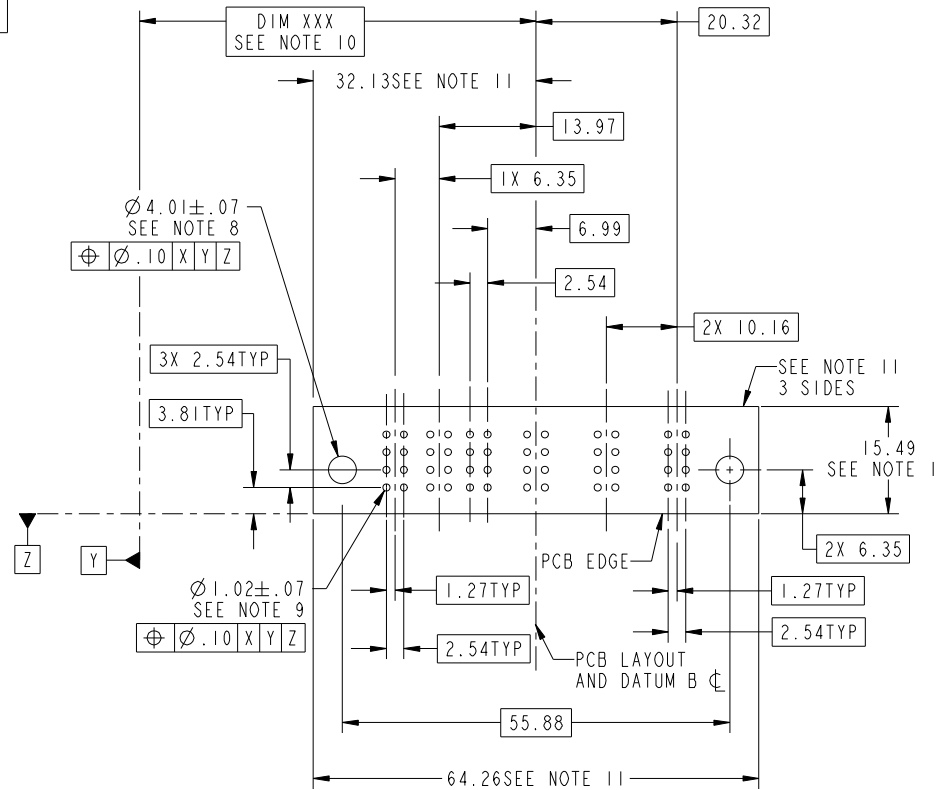 DIM XXX
SEE NOTE 10
20.32
32.13SEE NOTE 11
13.97
1X 6.35
Ø4.01±.07
SEE NOTE 8
⌖ Ø.10 X Y Z
6.99
2.54
2X 10.16
3X 2.54TYP
SEE NOTE 11
3 SIDES
3.81TYP
15.49
SEE NOTE 1
Z
Y
PCB EDGE
2X 6.35
Ø1.02±.07
SEE NOTE 9
⌖ Ø.10 X Y Z
1.27TYP
1.27TYP
2.54TYP
2.54TYP
PCB LAYOUT
AND DATUM B ℄
55.88
64.26SEE NOTE 11